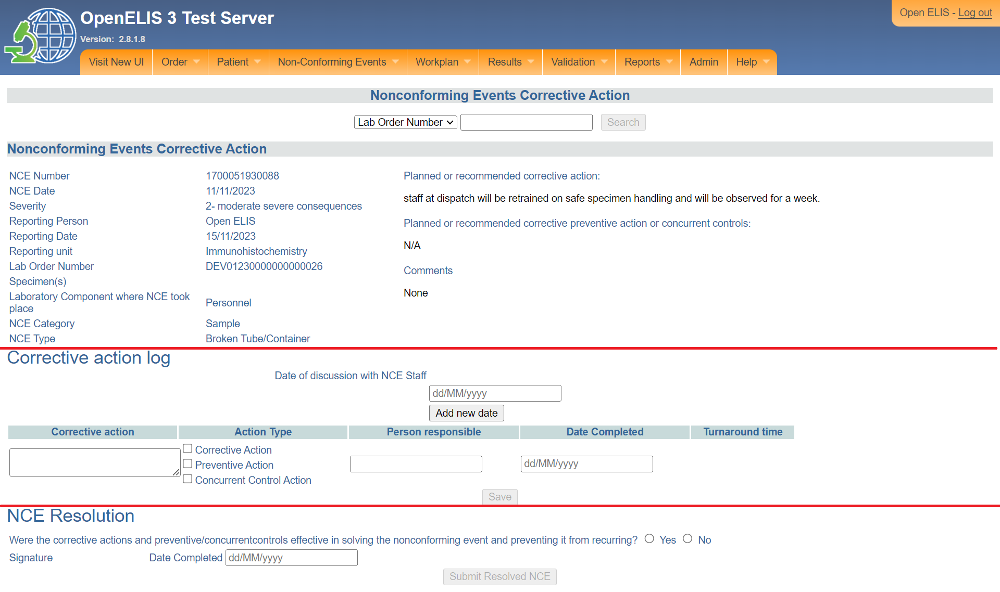 OpenELIS 3 Test Server
Open ELIS - Log out
Version: 2.8.1.8
Visit New UI Order Patient Non-Conforming Events Workplan Results Validation Reports Admin Help
Nonconforming Events Corrective Action
Lab Order Number Search
Nonconforming Events Corrective Action
NCE Number 1700051930088
NCE Date 11/11/2023
Severity 2- moderate severe consequences
Reporting Person Open ELIS
Reporting Date 15/11/2023
Reporting unit Immunohistochemistry
Lab Order Number DEV01230000000000026
Specimen(s)
Laboratory Component where NCE took
place
Personnel
NCE Category Sample
NCE Type Broken Tube/Container
Planned or recommended corrective action:
staff at dispatch will be retrained on safe specimen handling and will be observed for a week.
Planned or recommended corrective preventive action or concurrent controls:
N/A
Comments
None
Corrective action log
Date of discussion with NCE Staff
dd/MM/yyyy
Add new date
Corrective action Action Type Person responsible Date Completed Turnaround time
Corrective Action
Preventive Action
Concurrent Control Action
dd/MM/yyyy
Save
NCE Resolution
Were the corrective actions and preventive/concurrentcontrols effective in solving the nonconforming event and preventing it from recurring? Yes No
Signature Date Completed dd/MM/yyyy
Submit Resolved NCE